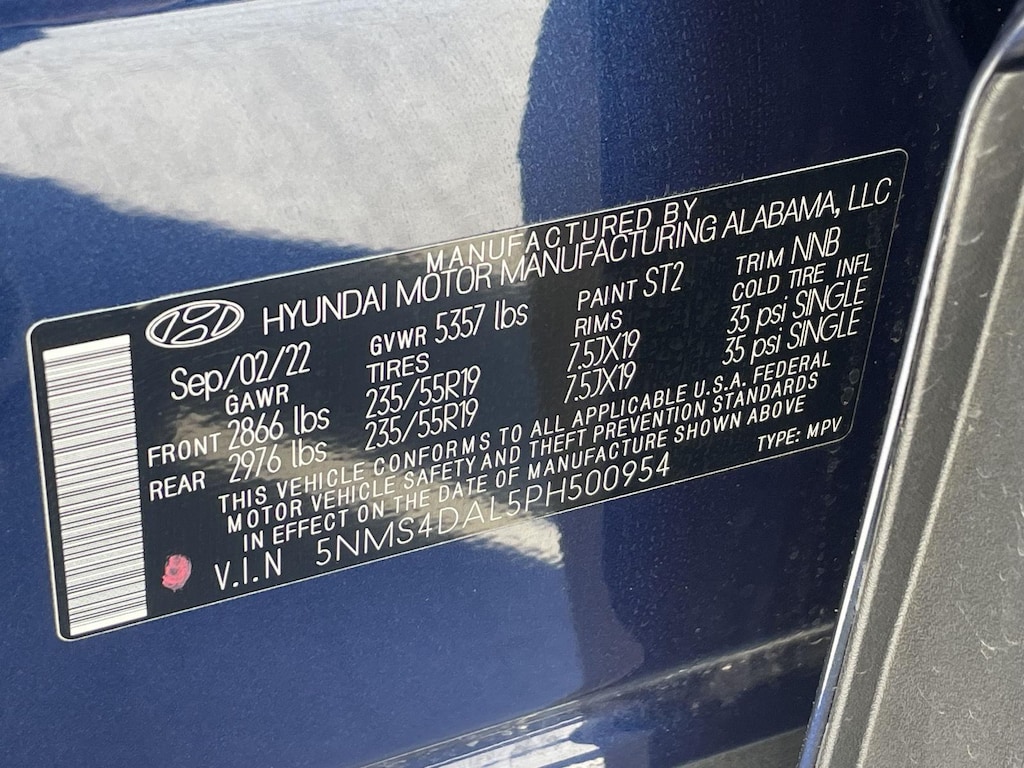 MANUFACTURED BY
HYUNDAI MOTOR MANUFACTURING ALABAMA, LLC
Sep/02/22 GVWR 5357 lbs PAINT ST2 TRIM NNB
GAWR TIRES RIMS COLD TIRE INFL
FRONT 2866 lbs 235/55R19 7.5JX19 35 psi SINGLE
REAR 2976 lbs 235/55R19 7.5JX19 35 psi SINGLE
THIS VEHICLE CONFORMS TO ALL APPLICABLE U.S.A. FEDERAL
MOTOR VEHICLE SAFETY AND THEFT PREVENTION STANDARDS
IN EFFECT ON THE DATE OF MANUFACTURE SHOWN ABOVE
V.I.N 5NMS4DAL5PH500954 TYPE: MPV